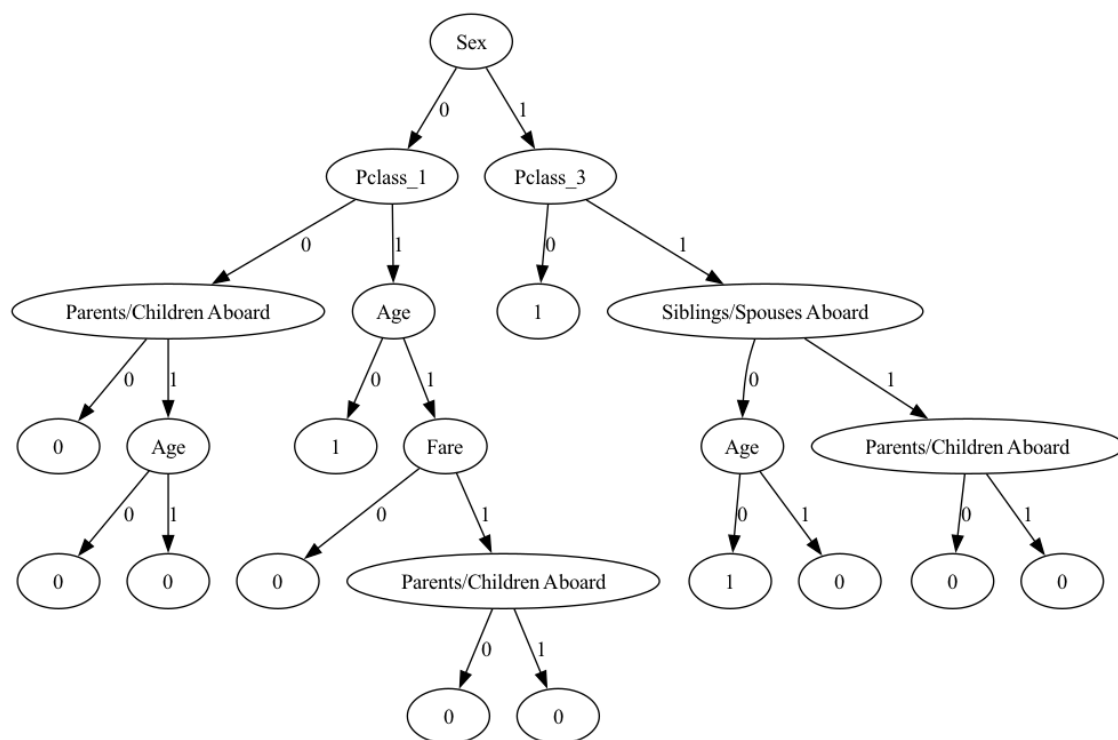 Sex
0 1
Pclass_1 Pclass_3
0 1 0 1
Parents/Children Aboard Age 1 Siblings/Spouses Aboard
0 1 0 1 0 1
0 Age 1 Fare Age Parents/Children Aboard
0 1 0 1 0 1 0 1
0 0 0 Parents/Children Aboard 1 0 0 0
0 1
0 0